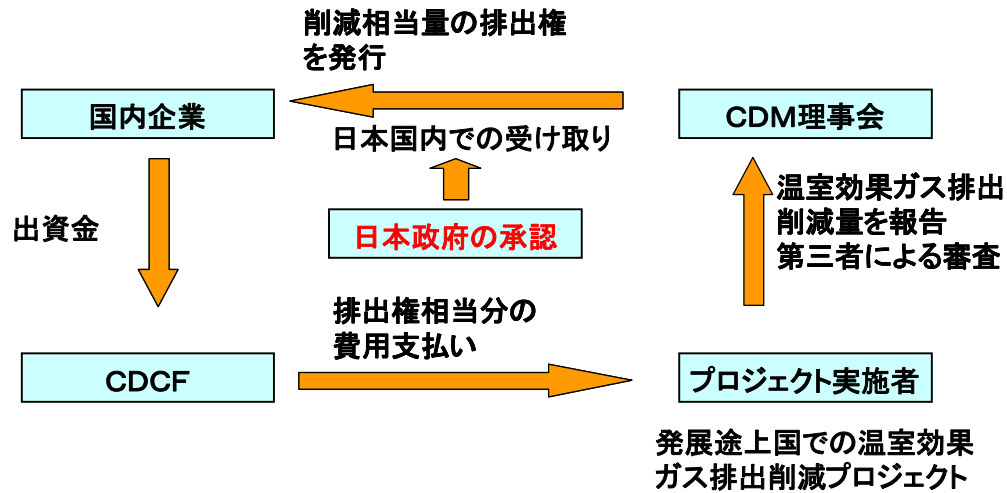 削減相当量の排出権
を発行
国内企業
CDM理事会
日本国内での受け取り
温室効果ガス排出
削減量を報告
第三者による審査
出資金
日本政府の承認
排出権相当分の
費用支払い
CDCF
プロジェクト実施者
発展途上国での温室効果
ガス排出削減プロジェクト